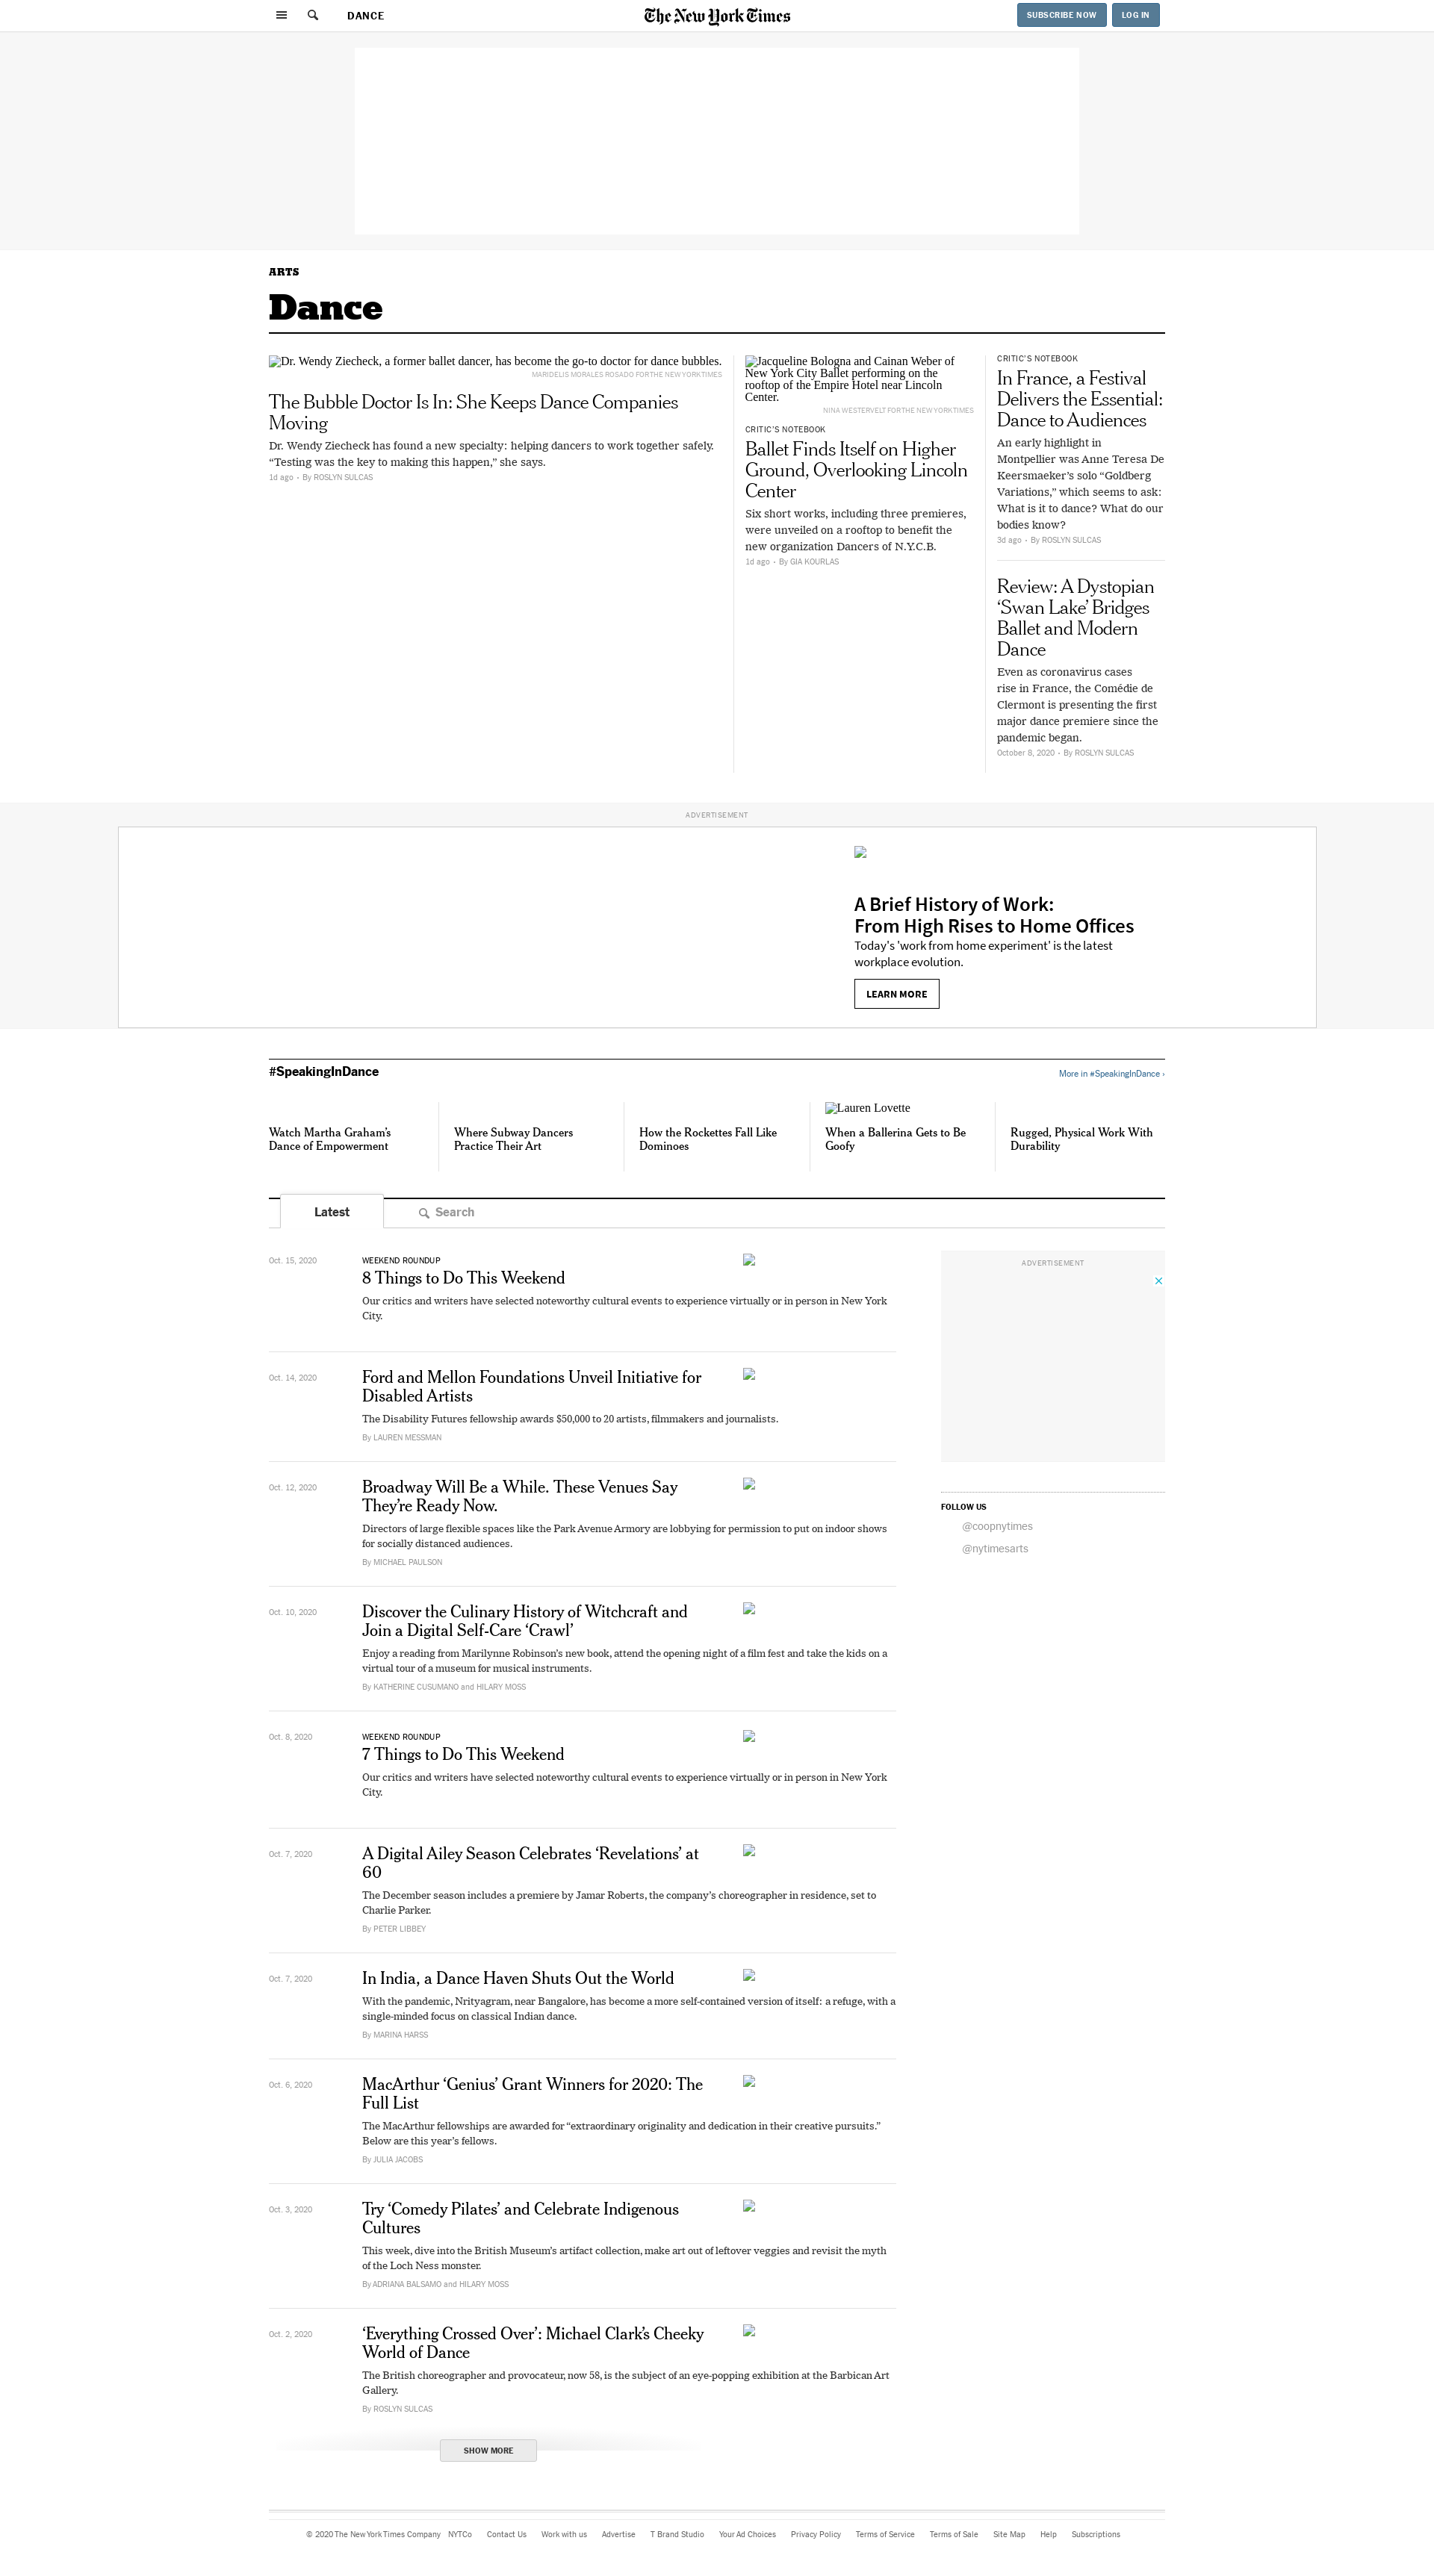 DANCE
The New York Times
SUBSCRIBE NOW
LOG IN
ARTS
Dance
Dr. Wendy Ziecheck, a former ballet dancer, has become the go-to doctor for dance bubbles.
MARIDELIS MORALES ROSADO FOR THE NEW YORK TIMES
The Bubble Doctor Is In: She Keeps Dance Companies
Moving
Dr. Wendy Ziecheck has found a new specialty: helping dancers to work together safely.
“Testing was the key to making this happen,” she says.
1d ago • By ROSLYN SULCAS
Jacqueline Bologna and Cainan Weber of
New York City Ballet performing on the
rooftop of the Empire Hotel near Lincoln
Center.
NINA WESTERVELT FOR THE NEW YORK TIMES
CRITIC’S NOTEBOOK
Ballet Finds Itself on Higher
Ground, Overlooking Lincoln
Center
Six short works, including three premieres,
were unveiled on a rooftop to benefit the
new organization Dancers of N.Y.C.B.
1d ago • By GIA KOURLAS
CRITIC’S NOTEBOOK
In France, a Festival
Delivers the Essential:
Dance to Audiences
An early highlight in
Montpellier was Anne Teresa De
Keersmaeker’s solo “Goldberg
Variations,” which seems to ask:
What is it to dance? What do our
bodies know?
3d ago • By ROSLYN SULCAS
Review: A Dystopian
‘Swan Lake’ Bridges
Ballet and Modern
Dance
Even as coronavirus cases
rise in France, the Comédie de
Clermont is presenting the first
major dance premiere since the
pandemic began.
October 8, 2020 • By ROSLYN SULCAS
ADVERTISEMENT
A Brief History of Work:
From High Rises to Home Offices
Today's 'work from home experiment' is the latest
workplace evolution.
LEARN MORE
#SpeakingInDance
More in #SpeakingInDance ›
Watch Martha Graham’s
Dance of Empowerment
Where Subway Dancers
Practice Their Art
How the Rockettes Fall Like
Dominoes
Lauren Lovette
When a Ballerina Gets to Be
Goofy
Rugged, Physical Work With
Durability
Latest
Search
Oct. 15, 2020
WEEKEND ROUNDUP
8 Things to Do This Weekend
Our critics and writers have selected noteworthy cultural events to experience virtually or in person in New York
City.
Oct. 14, 2020
Ford and Mellon Foundations Unveil Initiative for
Disabled Artists
The Disability Futures fellowship awards $50,000 to 20 artists, filmmakers and journalists.
By LAUREN MESSMAN
Oct. 12, 2020
Broadway Will Be a While. These Venues Say
They’re Ready Now.
Directors of large flexible spaces like the Park Avenue Armory are lobbying for permission to put on indoor shows
for socially distanced audiences.
By MICHAEL PAULSON
Oct. 10, 2020
Discover the Culinary History of Witchcraft and
Join a Digital Self-Care ‘Crawl’
Enjoy a reading from Marilynne Robinson’s new book, attend the opening night of a film fest and take the kids on a
virtual tour of a museum for musical instruments.
By KATHERINE CUSUMANO and HILARY MOSS
Oct. 8, 2020
WEEKEND ROUNDUP
7 Things to Do This Weekend
Our critics and writers have selected noteworthy cultural events to experience virtually or in person in New York
City.
Oct. 7, 2020
A Digital Ailey Season Celebrates ‘Revelations’ at
60
The December season includes a premiere by Jamar Roberts, the company’s choreographer in residence, set to
Charlie Parker.
By PETER LIBBEY
Oct. 7, 2020
In India, a Dance Haven Shuts Out the World
With the pandemic, Nrityagram, near Bangalore, has become a more self-contained version of itself: a refuge, with a
single-minded focus on classical Indian dance.
By MARINA HARSS
Oct. 6, 2020
MacArthur ‘Genius’ Grant Winners for 2020: The
Full List
The MacArthur fellowships are awarded for “extraordinary originality and dedication in their creative pursuits.”
Below are this year’s fellows.
By JULIA JACOBS
Oct. 3, 2020
Try ‘Comedy Pilates’ and Celebrate Indigenous
Cultures
This week, dive into the British Museum’s artifact collection, make art out of leftover veggies and revisit the myth
of the Loch Ness monster.
By ADRIANA BALSAMO and HILARY MOSS
Oct. 2, 2020
‘Everything Crossed Over’: Michael Clark’s Cheeky
World of Dance
The British choreographer and provocateur, now 58, is the subject of an eye-popping exhibition at the Barbican Art
Gallery.
By ROSLYN SULCAS
SHOW MORE
ADVERTISEMENT
FOLLOW US
@coopnytimes
@nytimesarts
© 2020 The New York Times Company NYTCo Contact Us Work with us Advertise T Brand Studio Your Ad Choices Privacy Policy Terms of Service Terms of Sale Site Map Help Subscriptions